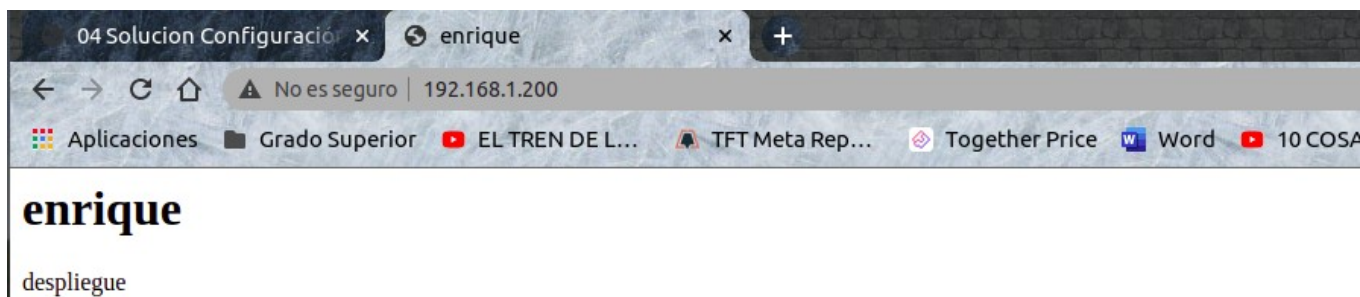 04 Solucion Configuració
enrique
No es seguro | 192.168.1.200
Aplicaciones Grado Superior EL TREN DE L... TFT Meta Rep... Together Price Word 10 COSA
enrique
despliegue